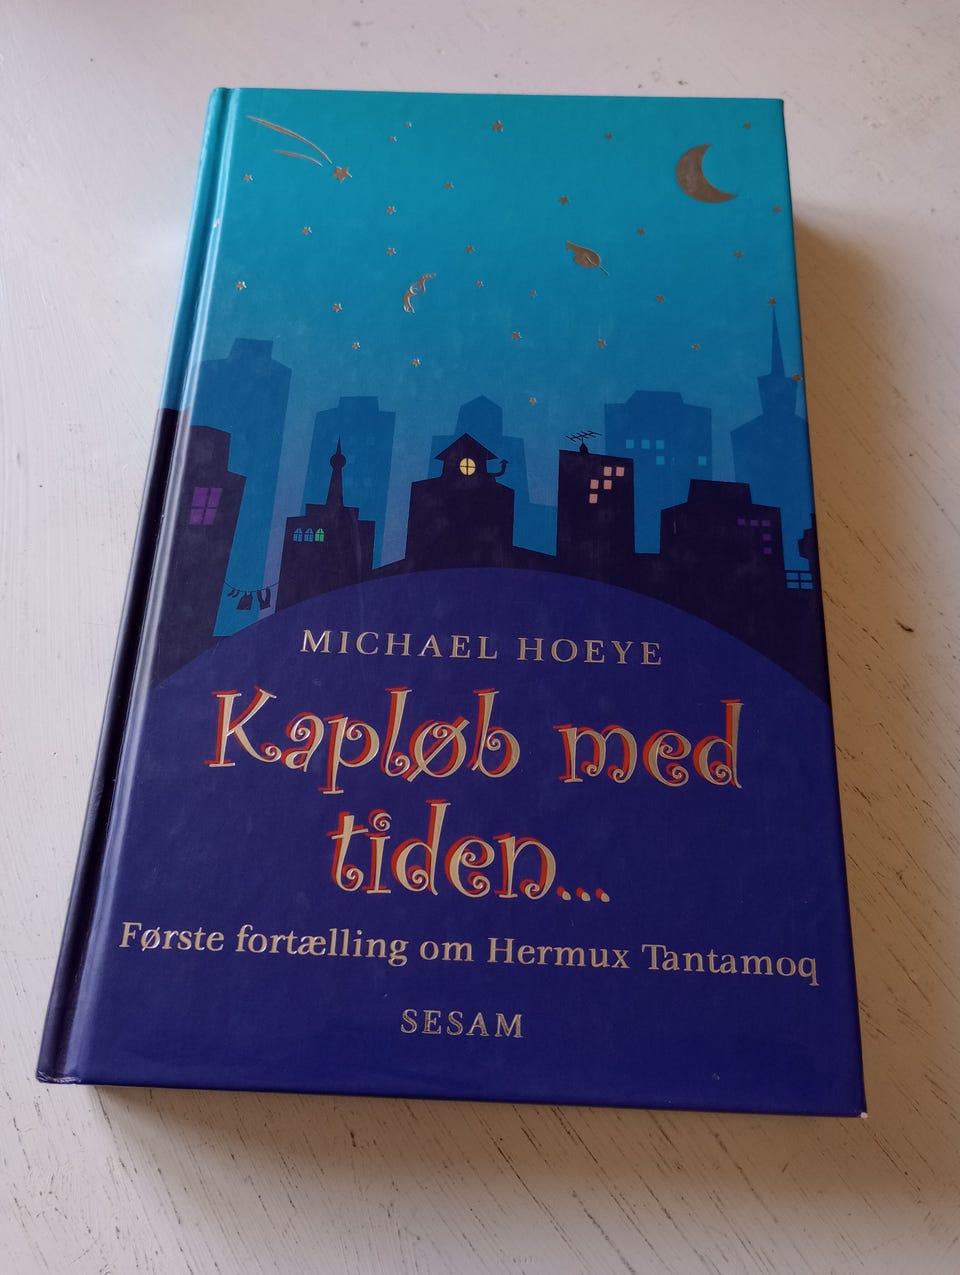 MICHAEL HOEYE
Kapløb med
tiden...
Første fortælling om Hermux Tantamoq
SESAM